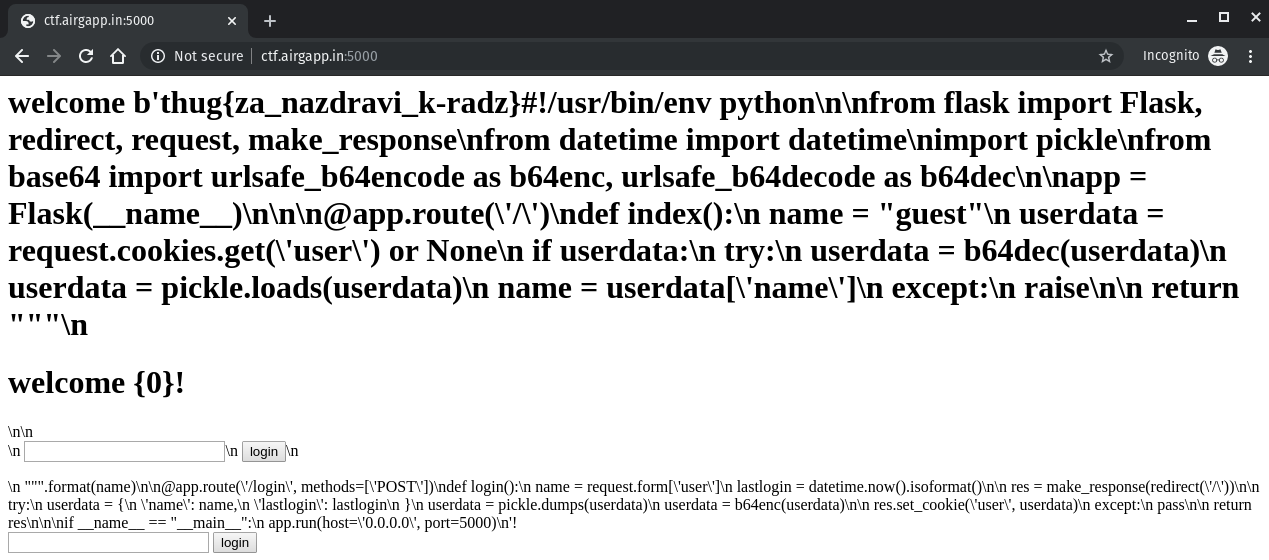 ctf.airgapp.in:5000
Not secure
ctf.airgapp.in:5000
Incognito
welcome b'thug{za_nazdravi_k-radz}#!/usr/bin/env python\n\nfrom flask import Flask,
redirect, request, make_response\nfrom datetime import datetime\nimport pickle\nfrom
base64 import urlsafe_b64encode as b64enc, urlsafe_b64decode as b64dec\n\napp =
Flask(__name__)\n\n\n@app.route(\'/\')\ndef index():\n name = "guest"\n userdata =
request.cookies.get(\'user\') or None\n if userdata:\n try:\n userdata = b64dec(userdata)\n
userdata = pickle.loads(userdata)\n name = userdata[\'name\']\n except:\n raise\n\n return
"""\n
welcome {0}!
\n\n
\n \n login \n
\n """.format(name)\n\n@app.route(\'/login\', methods=[\'POST\'])\ndef login():\n name = request.form[\'user\']\n lastlogin = datetime.now().isoformat()\n\n res = make_response(redirect(\'/\'))\n\n
try:\n userdata = {\n \'name\': name,\n \'lastlogin\': lastlogin\n }\n userdata = pickle.dumps(userdata)\n userdata = b64enc(userdata)\n\n res.set_cookie(\'user\', userdata)\n except:\n pass\n\n return
res\n\n\nif __name__ == "__main__":\n app.run(host=\'0.0.0.0\', port=5000)\n'!
login